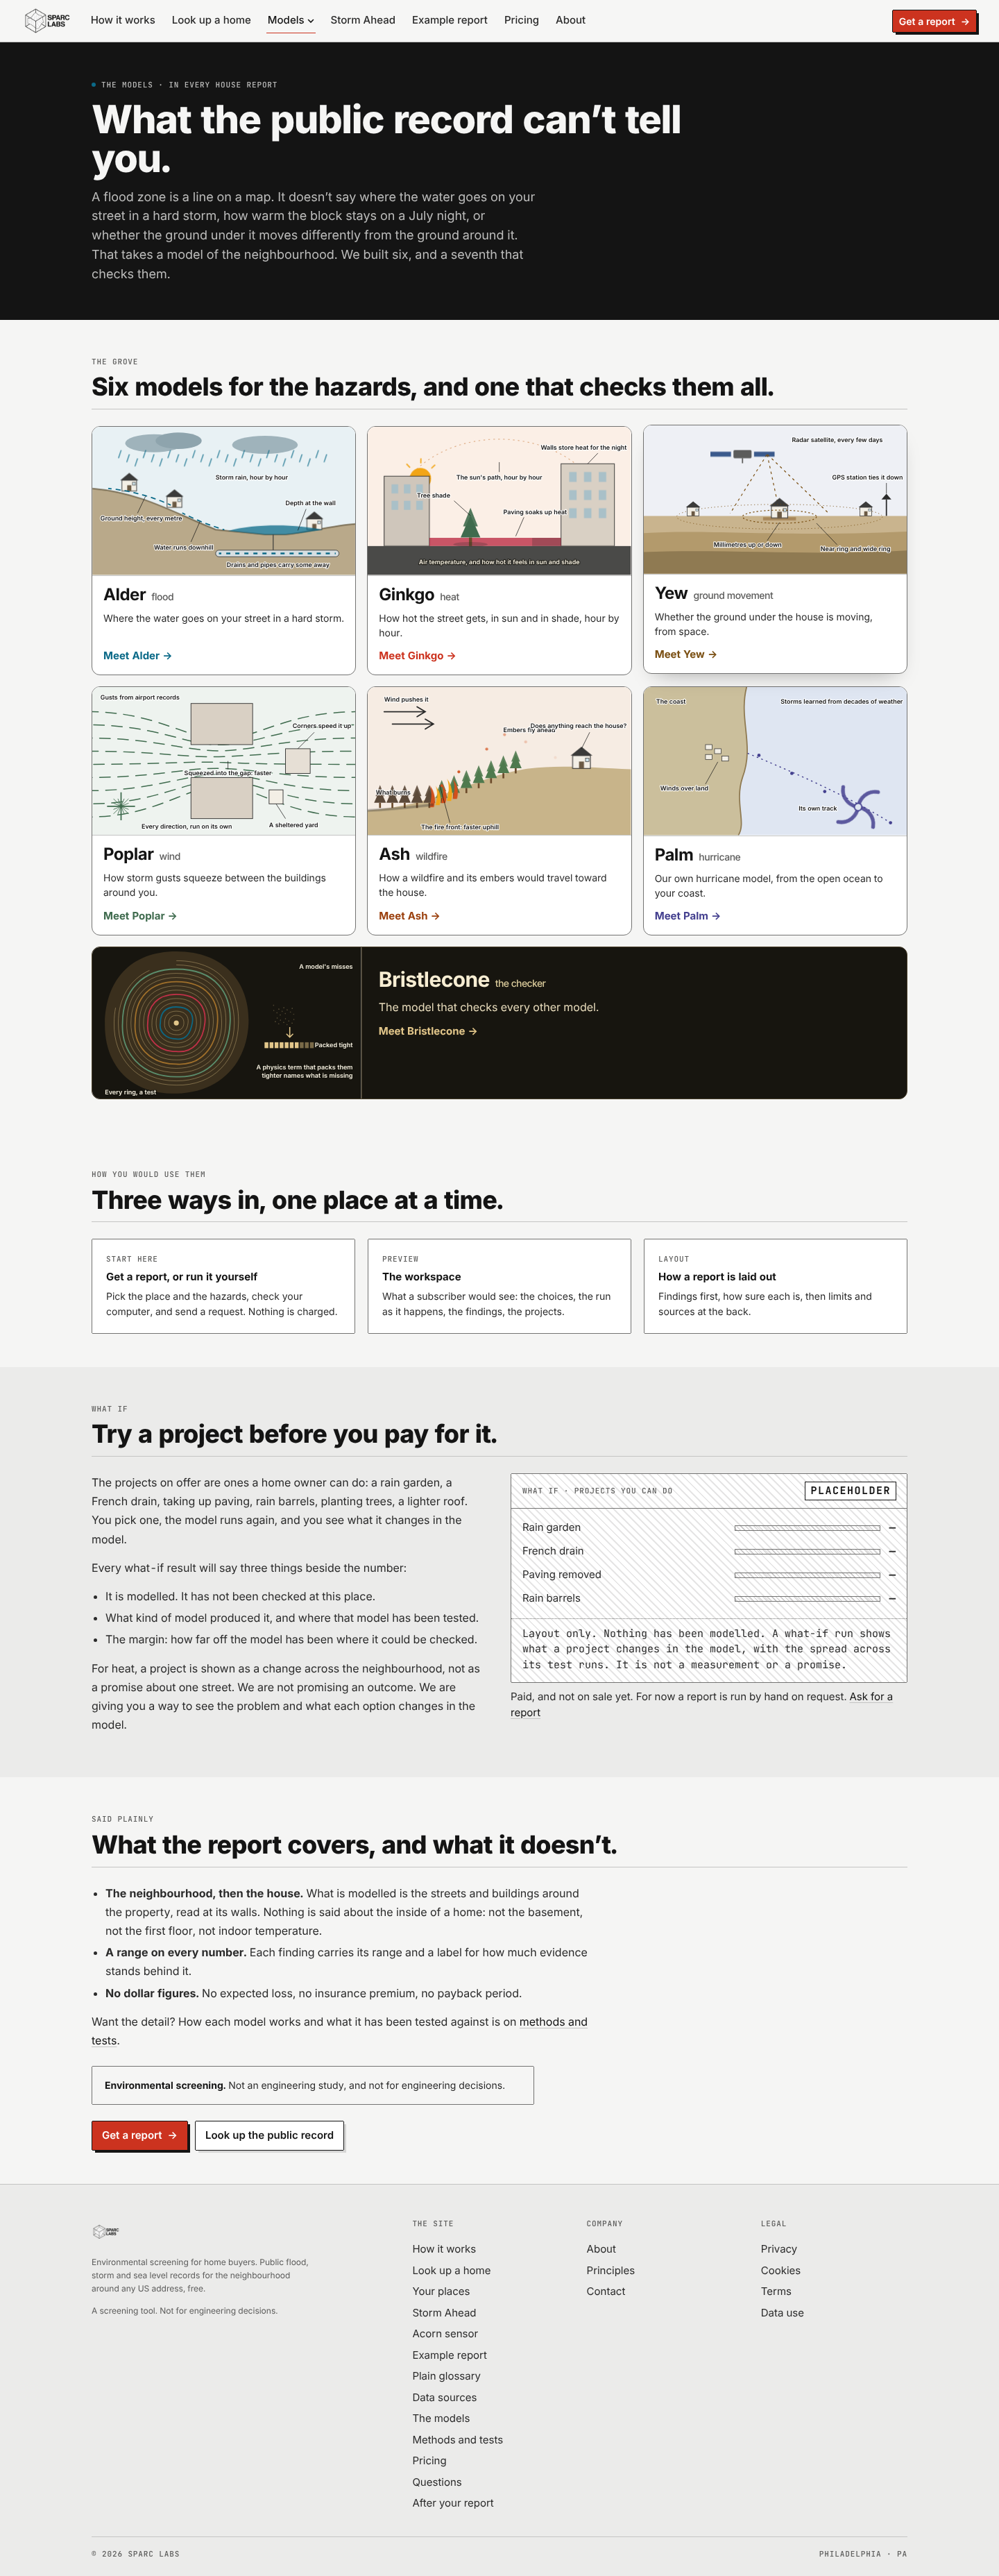 SPARC
LABS
How it works
Look up a home
Models
Storm Ahead
Example report
Pricing
About
Get a report →
THE MODELS · IN EVERY HOUSE REPORT
What the public record can’t tell
you.
A flood zone is a line on a map. It doesn’t say where the water goes on your
street in a hard storm, how warm the block stays on a July night, or
whether the ground under it moves differently from the ground around it.
That takes a model of the neighbourhood. We built six, and a seventh that
checks them.
THE GROVE
Six models for the hazards, and one that checks them all.
Storm rain, hour by hour
Depth at the wall
Ground height, every metre
Water runs downhill
Drains and pipes carry some away
Alder flood
Where the water goes on your street in a hard storm.
Meet Alder →
Walls store heat for the night
The sun's path, hour by hour
Tree shade
Paving soaks up heat
Air temperature, and how hot it feels in sun and shade
Ginkgo heat
How hot the street gets, in sun and in shade, hour by
hour.
Meet Ginkgo →
Radar satellite, every few days
GPS station ties it down
Millimetres up or down
Near ring and wide ring
Yew ground movement
Whether the ground under the house is moving,
from space.
Meet Yew →
Gusts from airport records
Corners speed it up
Squeezed into the gap: faster
Every direction, run on its own
A sheltered yard
Poplar wind
How storm gusts squeeze between the buildings
around you.
Meet Poplar →
Wind pushes it
Does anything reach the house?
Embers fly ahead
What burns
The fire front: faster uphill
Ash wildfire
How a wildfire and its embers would travel toward
the house.
Meet Ash →
The coast
Storms learned from decades of weather
Winds over land
Its own track
Palm hurricane
Our own hurricane model, from the open ocean to
your coast.
Meet Palm →
A model's misses
Packed tight
A physics term that packs them
tighter names what is missing
Every ring, a test
Bristlecone the checker
The model that checks every other model.
Meet Bristlecone →
HOW YOU WOULD USE THEM
Three ways in, one place at a time.
START HERE
Get a report, or run it yourself
Pick the place and the hazards, check your
computer, and send a request. Nothing is charged.
PREVIEW
The workspace
What a subscriber would see: the choices, the run
as it happens, the findings, the projects.
LAYOUT
How a report is laid out
Findings first, how sure each is, then limits and
sources at the back.
WHAT IF
Try a project before you pay for it.
The projects on offer are ones a home owner can do: a rain garden, a
French drain, taking up paving, rain barrels, planting trees, a lighter roof.
You pick one, the model runs again, and you see what it changes in the
model.
Every what-if result will say three things beside the number:
• It is modelled. It has not been checked at this place.
• What kind of model produced it, and where that model has been tested.
• The margin: how far off the model has been where it could be checked.
For heat, a project is shown as a change across the neighbourhood, not as
a promise about one street. We are not promising an outcome. We are
giving you a way to see the problem and what each option changes in the
model.
WHAT IF · PROJECTS YOU CAN DO
PLACEHOLDER
Rain garden –
French drain –
Paving removed –
Rain barrels –
Layout only. Nothing has been modelled. A what-if run shows
what a project changes in the model, with the spread across
its test runs. It is not a measurement or a promise.
Paid, and not on sale yet. For now a report is run by hand on request. Ask for a
report
SAID PLAINLY
What the report covers, and what it doesn’t.
• The neighbourhood, then the house. What is modelled is the streets and buildings around
the property, read at its walls. Nothing is said about the inside of a home: not the basement,
not the first floor, not indoor temperature.
• A range on every number. Each finding carries its range and a label for how much evidence
stands behind it.
• No dollar figures. No expected loss, no insurance premium, no payback period.
Want the detail? How each model works and what it has been tested against is on methods and
tests.
Environmental screening. Not an engineering study, and not for engineering decisions.
Get a report →
Look up the public record
SPARC
LABS
Environmental screening for home buyers. Public flood,
storm and sea level records for the neighbourhood
around any US address, free.
A screening tool. Not for engineering decisions.
THE SITE
How it works
Look up a home
Your places
Storm Ahead
Acorn sensor
Example report
Plain glossary
Data sources
The models
Methods and tests
Pricing
Questions
After your report
COMPANY
About
Principles
Contact
LEGAL
Privacy
Cookies
Terms
Data use
© 2026 SPARC LABS
PHILADELPHIA · PA